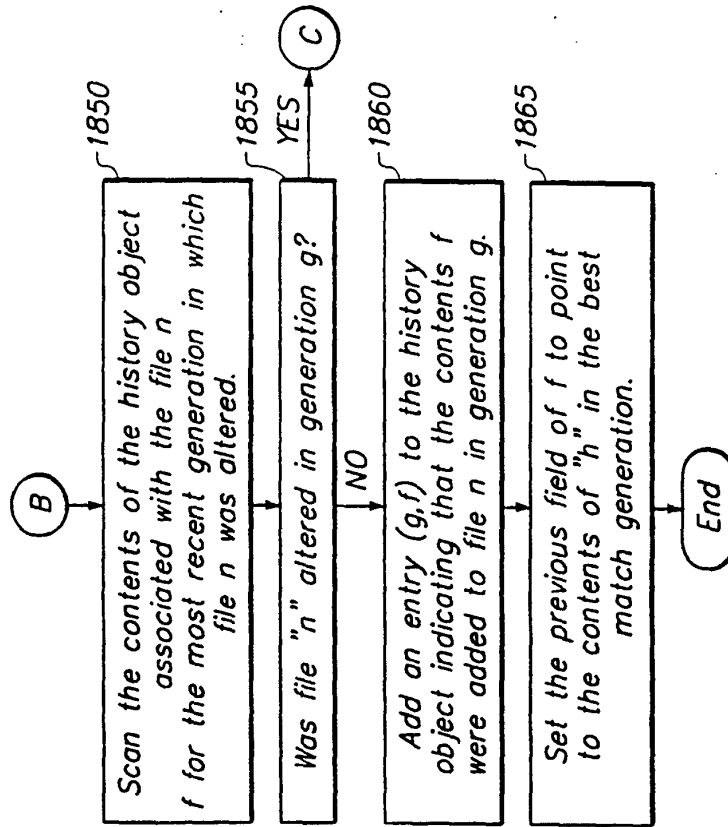 B
1850
Scan the contents of the history object
associated with the file n
f for the most recent generation in which
file n was altered.
1855
Was file "n" altered in generation g?
YES
C
NO
1860
Add an entry (g,f) to the history
object indicating that the contents f
were added to file n in generation g.
1865
Set the previous field of f to point
to the contents of "h" in the best
match generation.
End